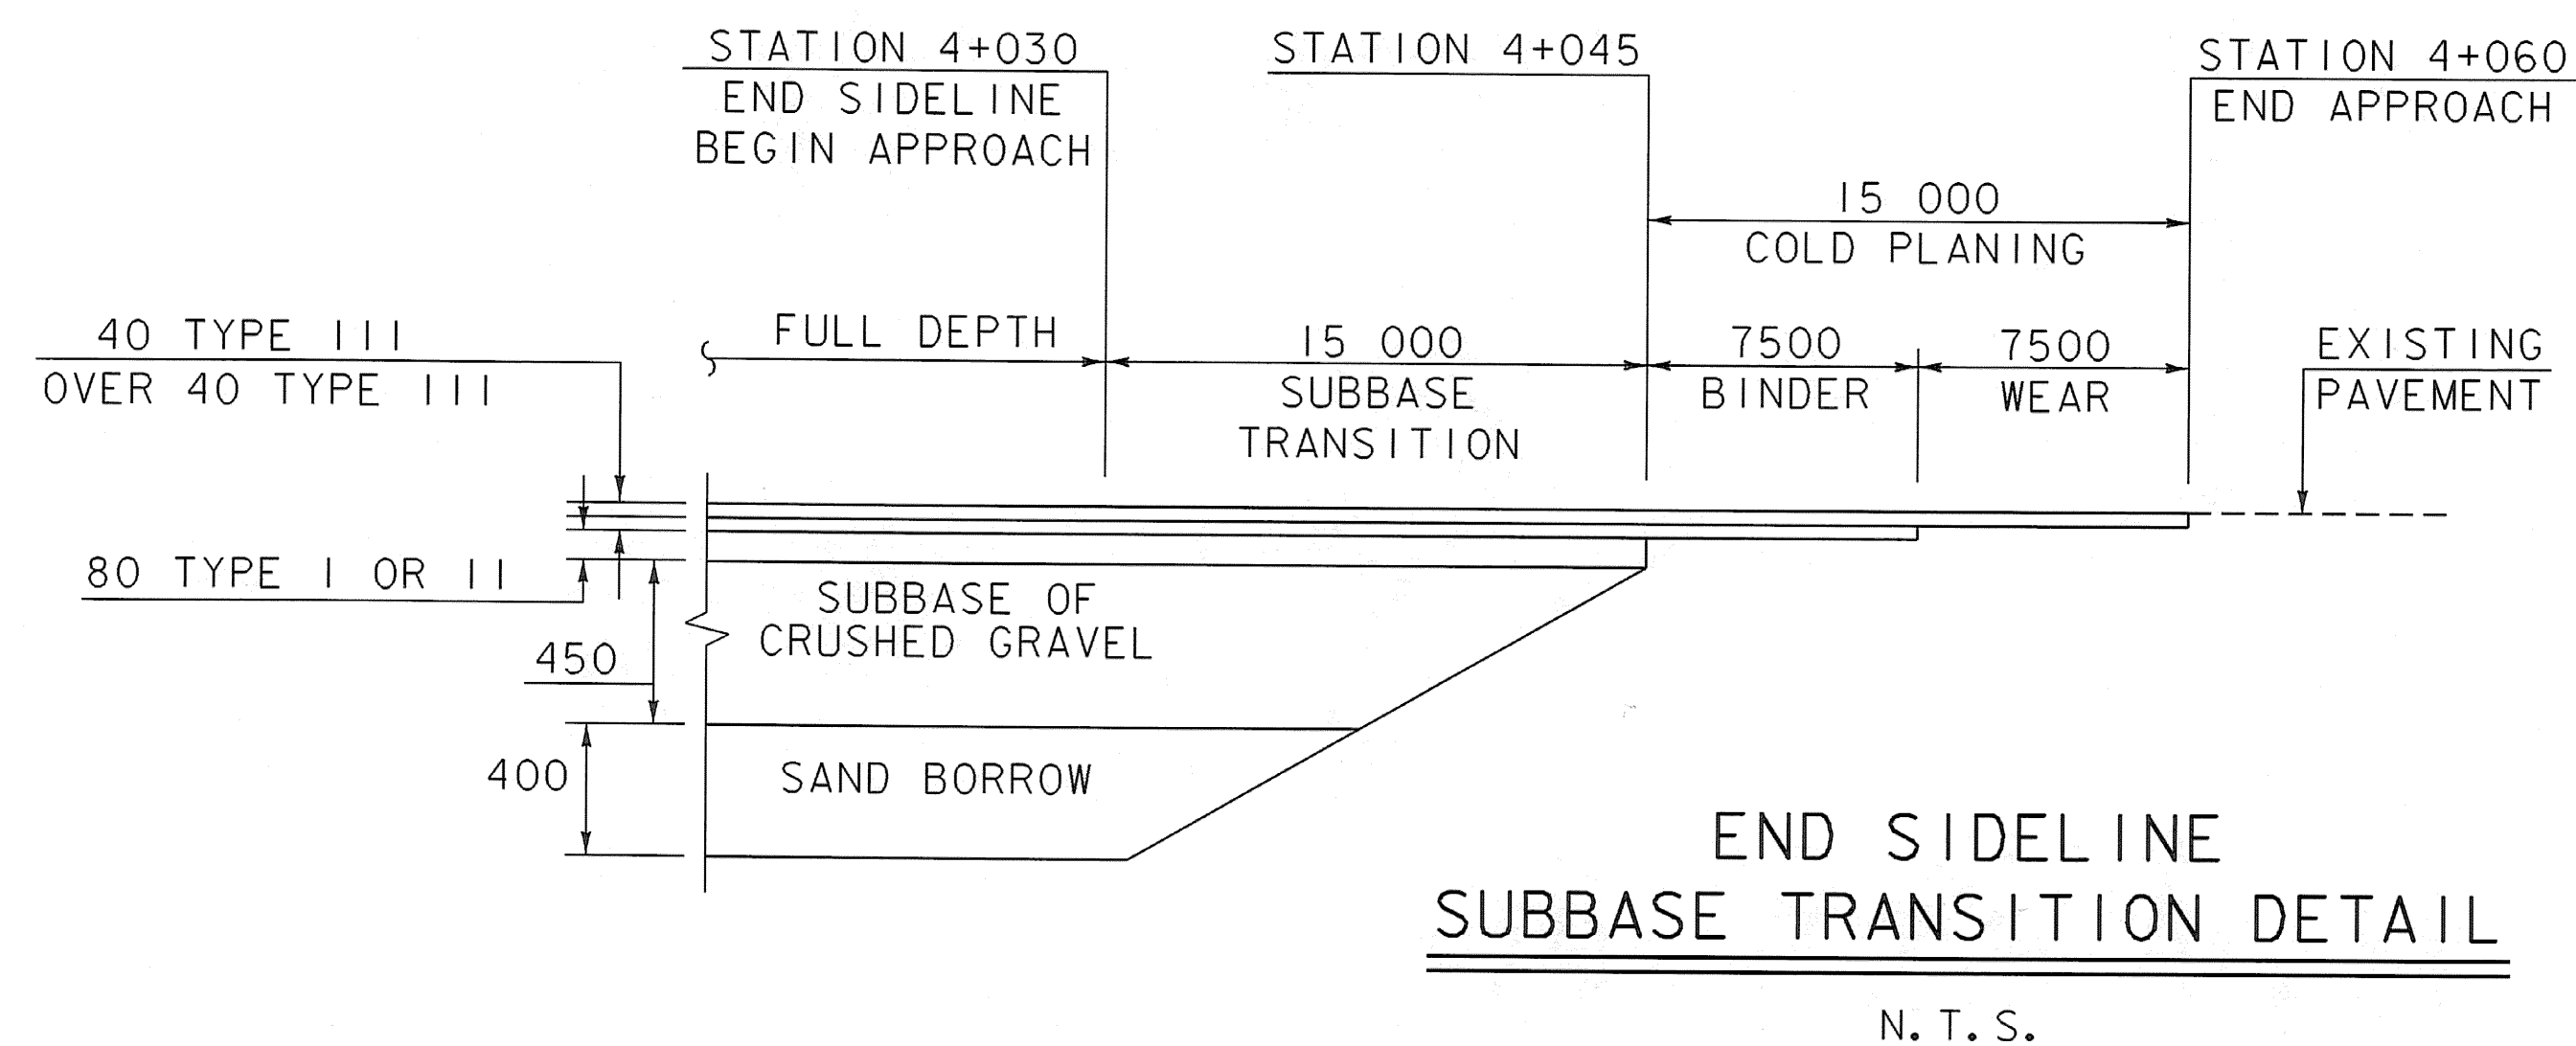 STATION 4+030
END SIDELINE
BEGIN APPROACH
STATION 4+045
STATION 4+060
END APPROACH
15 000
COLD PLANING
40 TYPE III
OVER 40 TYPE III
FULL DEPTH
15 000
SUBBASE
TRANSITION
7500
BINDER
7500
WEAR
EXISTING
PAVEMENT
80 TYPE I OR II
SUBBASE OF
CRUSHED GRAVEL
450
400
SAND BORROW
END SIDELINE
SUBBASE TRANSITION DETAIL
N.T.S.